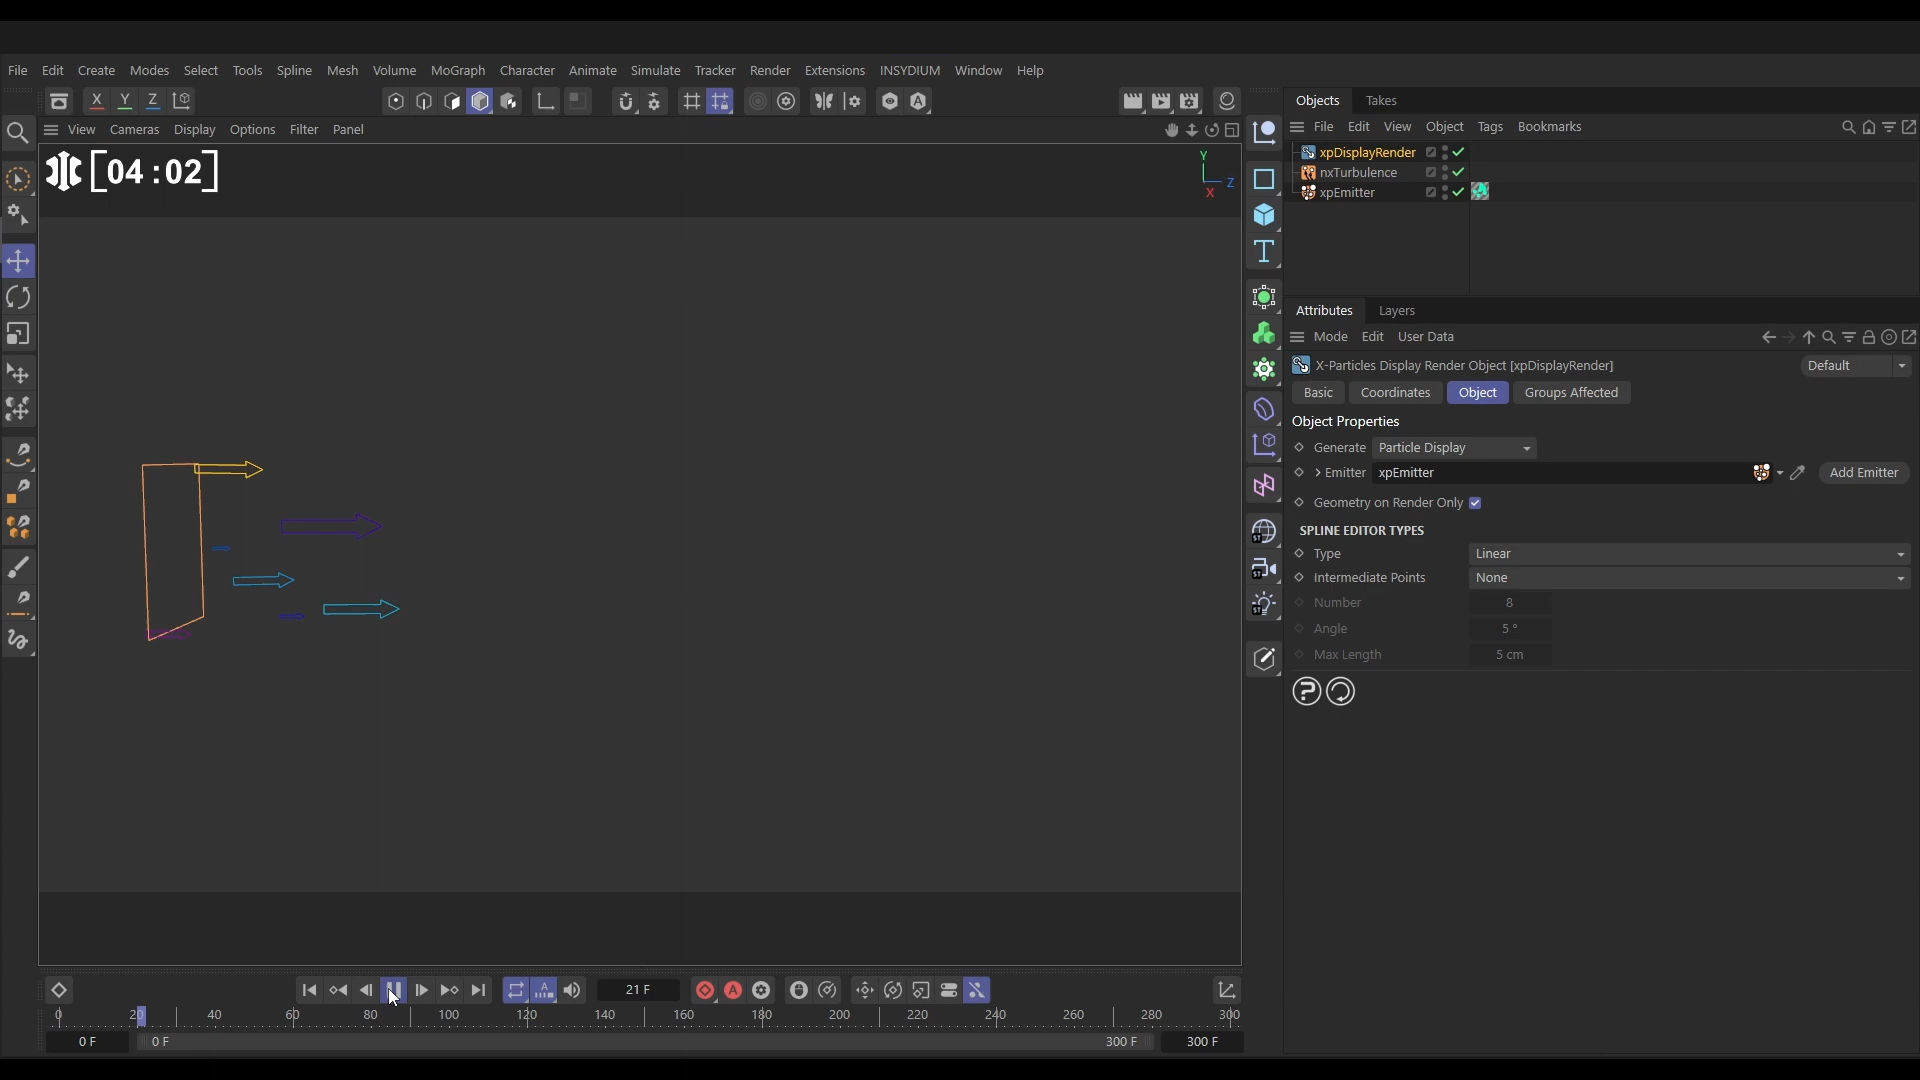 File Edit Create Modes Select Tools Spline Mesh Volume MoGraph Character Animate Simulate Tracker Render Extensions INSYDIUM Window Help
X Y Z
View Cameras Display Options Filter Panel
[04:02]
Y
Z
X
Objects Takes
File Edit View Object Tags Bookmarks
xpDisplayRender
nxTurbulence
xpEmitter
Attributes Layers
Mode Edit User Data
X-Particles Display Render Object [xpDisplayRender] Default
Basic Coordinates Object Groups Affected
Object Properties
Generate Particle Display
Emitter xpEmitter Add Emitter
Geometry on Render Only
SPLINE EDITOR TYPES
Type Linear
Intermediate Points None
Number 8
Angle 5 °
Max Length 5 cm
21 F
0 20 40 60 80 100 120 140 160 180 200 220 240 260 280 300
0 F 0 F 300 F 300 F